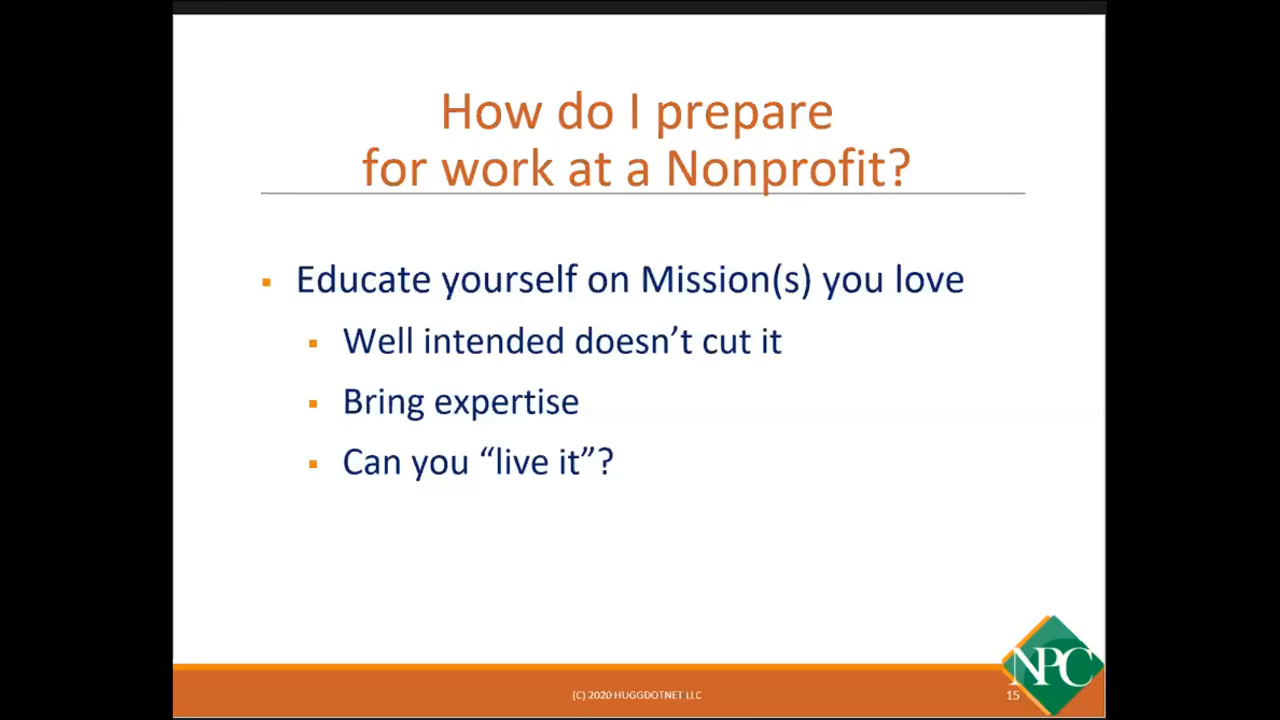 How do I prepare
for work at a Nonprofit?
Educate yourself on Mission(s) you love
Well intended doesn’t cut it
Bring expertise
Can you “live it”?
NPC
(C) 2020 HUGGDOTNET LLC
15